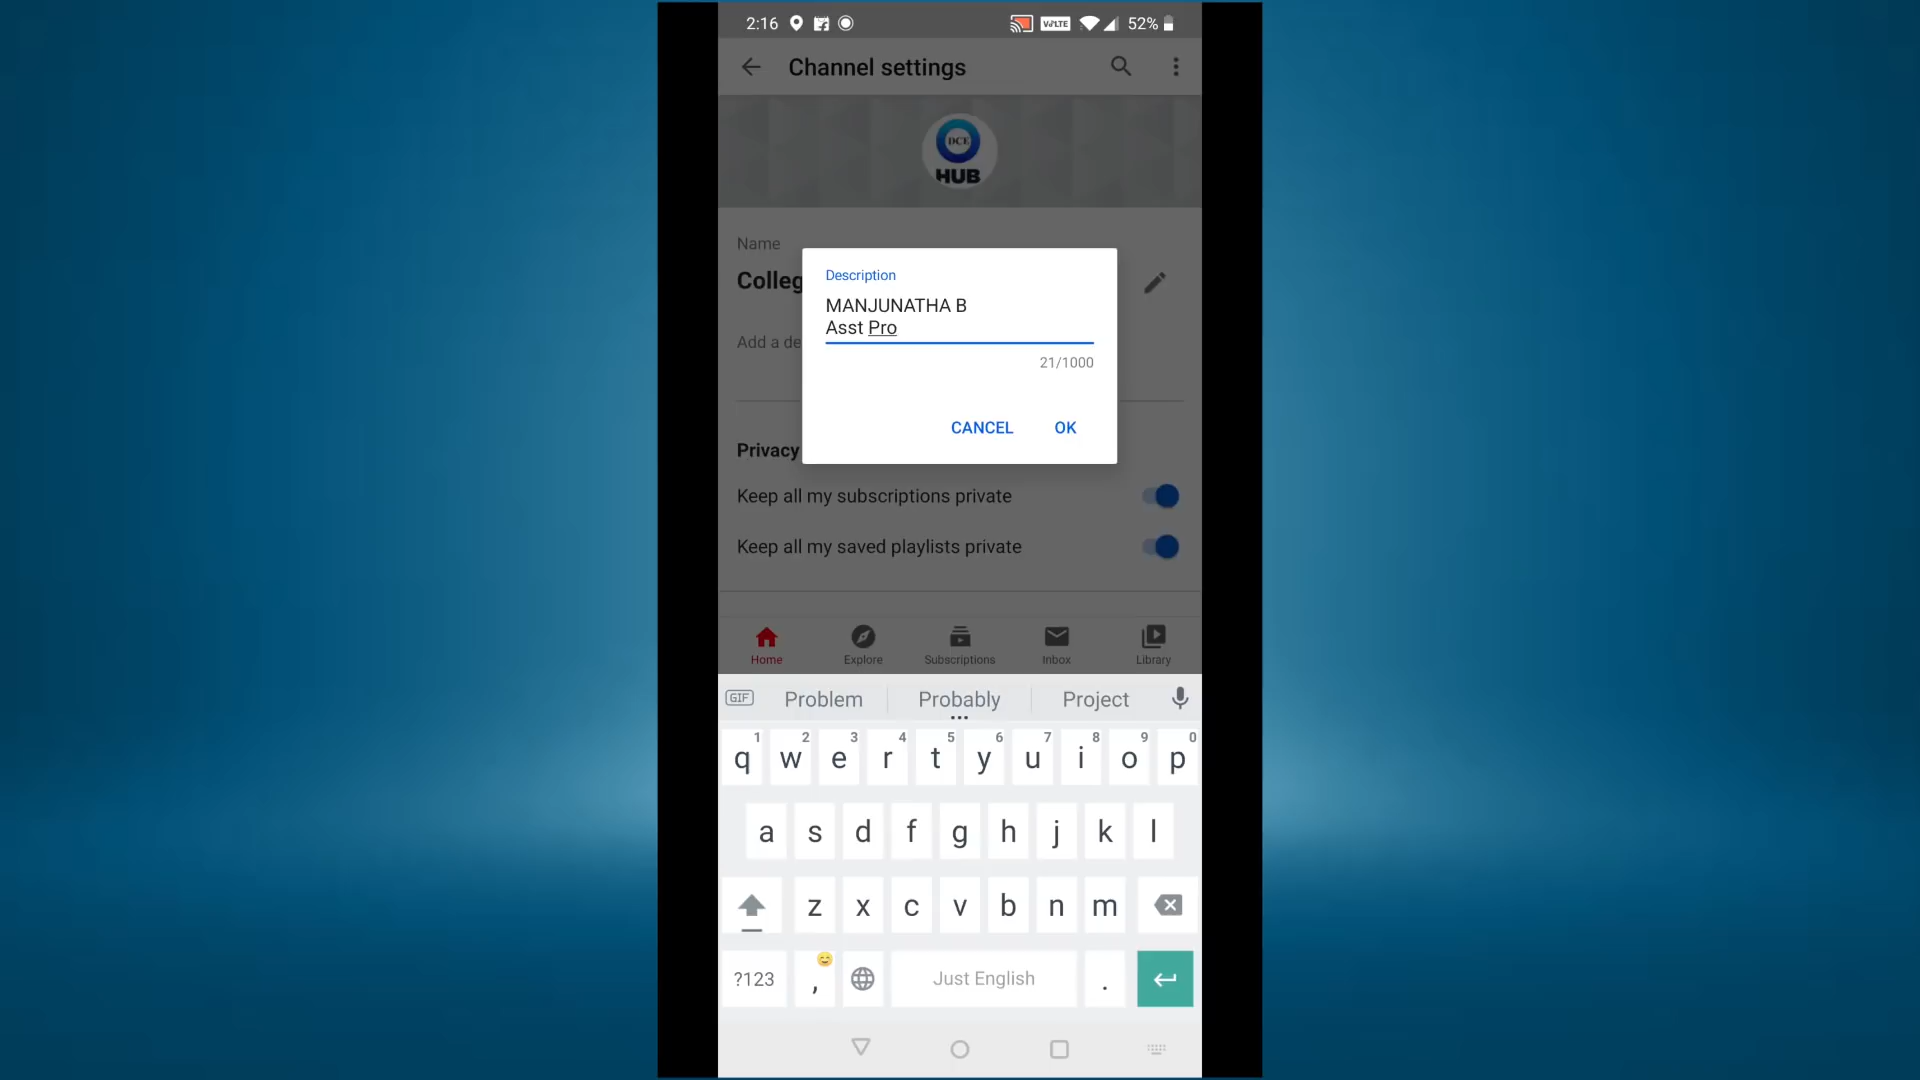 2:16 VoLTE 52%
Channel settings
DCE
HUB
Name
Colleg
Description
MANJUNATHA B
Asst Pro
Add a de
21/1000
CANCEL OK
Privacy
Keep all my subscriptions private
Keep all my saved playlists private
Home Explore Subscriptions Inbox Library
GIF Problem Probably Project
1 2 3 4 5 6 7 8 9 0
q w e r t y u i o p
a s d f g h j k l
z x c v b n m
?123 , Just English .